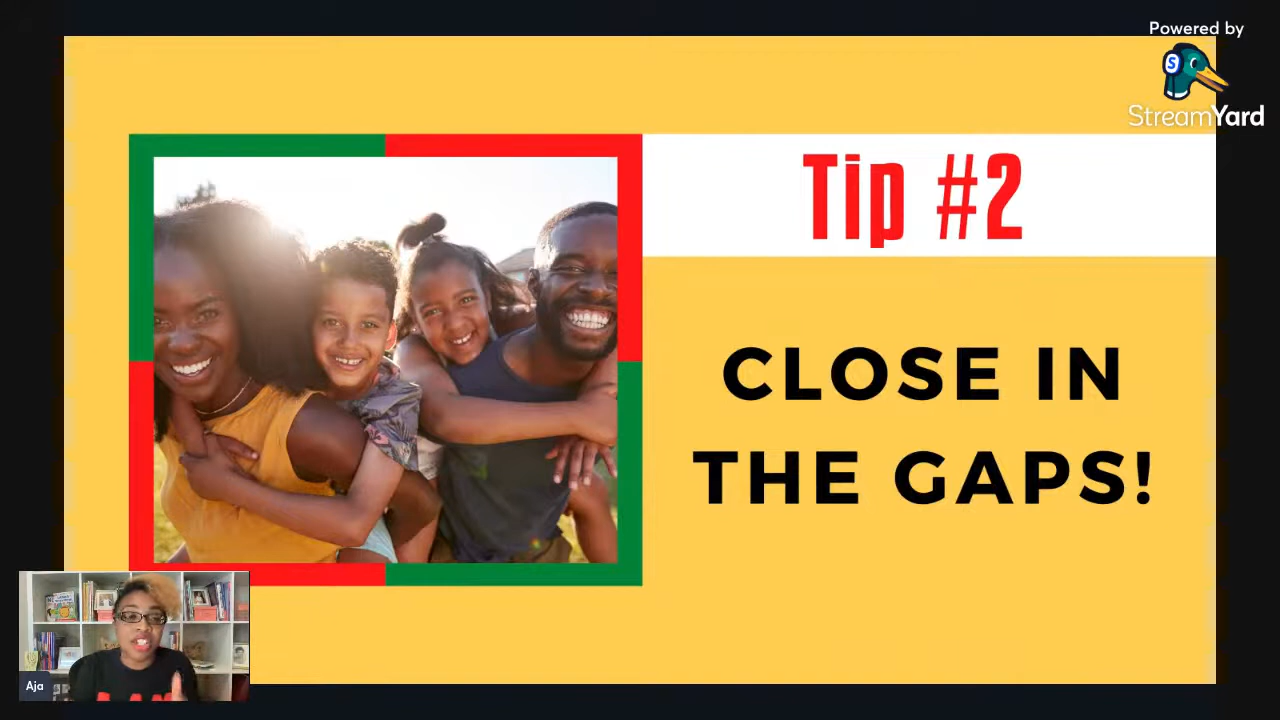 Powered by
StreamYard
Tip #2
CLOSE IN
THE GAPS!
Aja